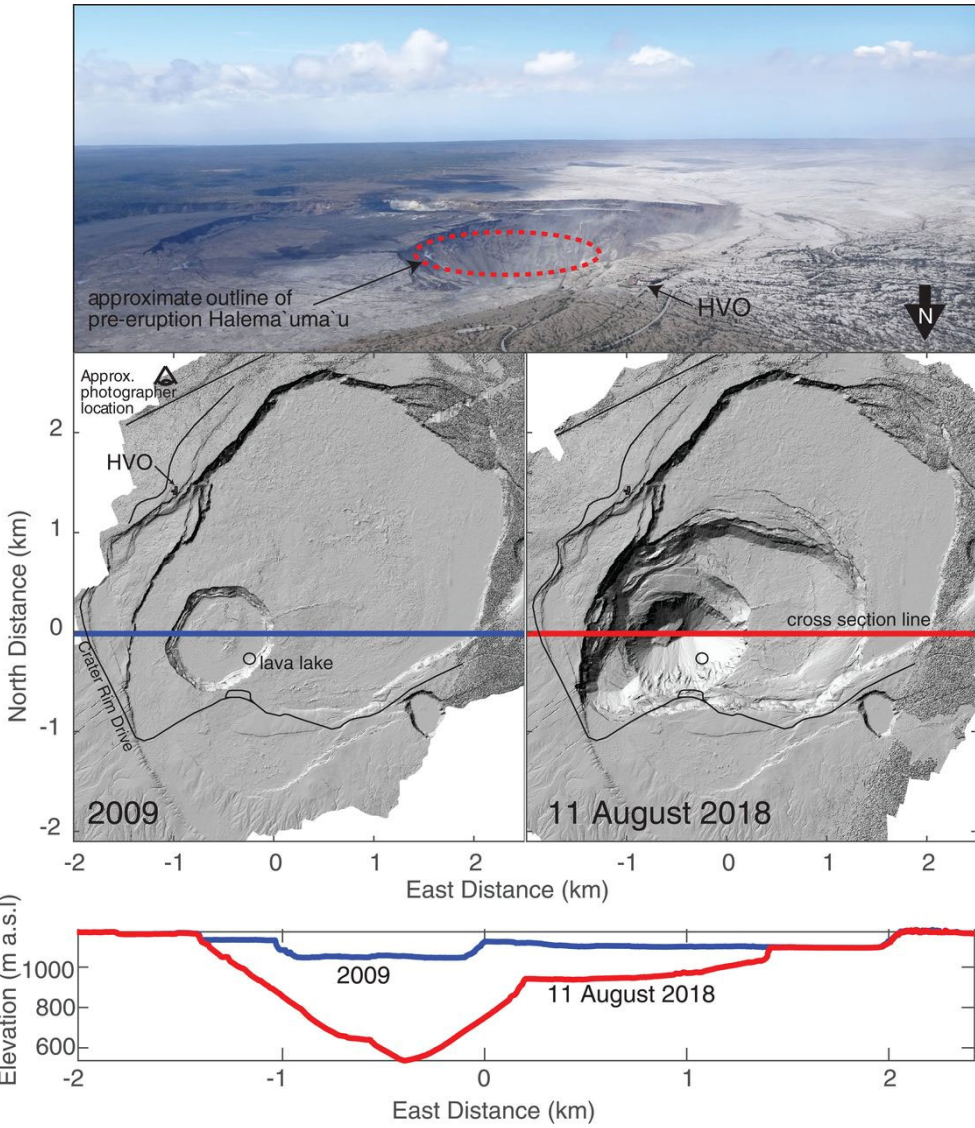 approximate outline of
pre-eruption Halema`uma`u
HVO
N
Approx.
photographer
location
HVO
lava lake
Crater Rim Drive
2009
cross section line
11 August 2018
North Distance (km)
2
1
0
-1
-2
-2
-1
0
1
2
-1
0
1
2
East Distance (km)
Elevation (m a.s.l)
1000
800
600
2009
11 August 2018
-2
-1
0
1
2
East Distance (km)